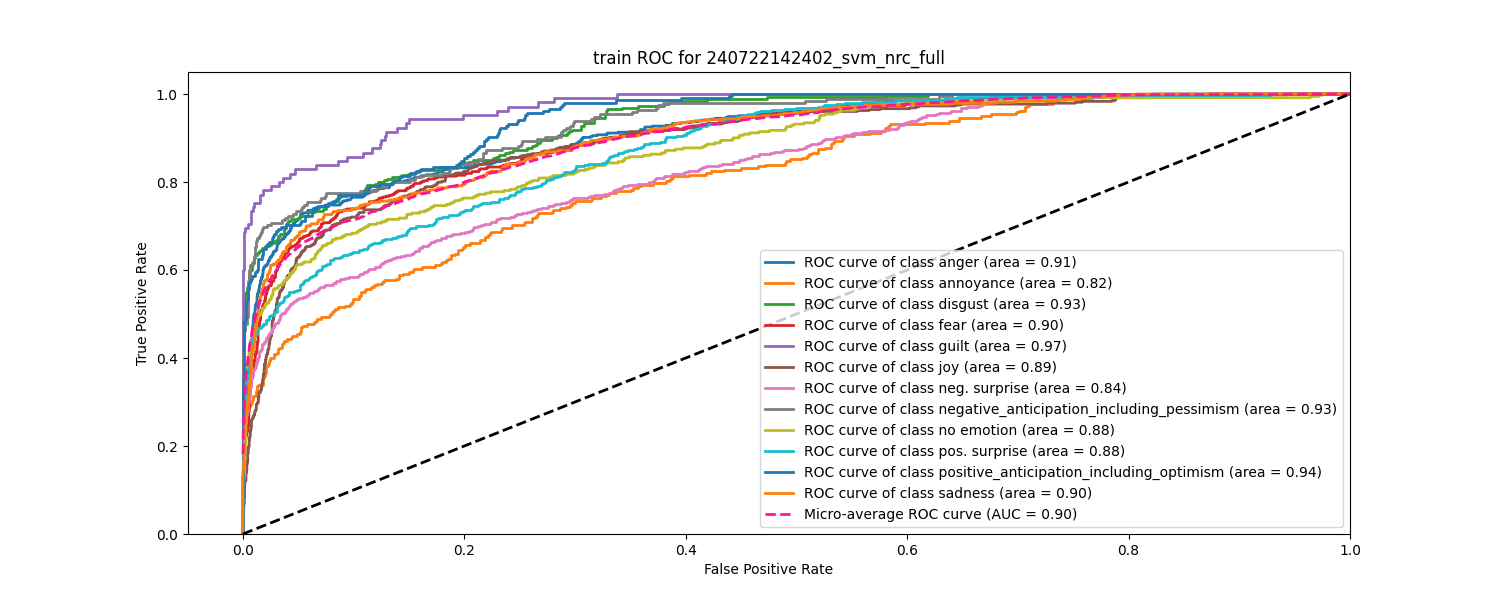 train ROC for 240722142402_svm_nrc_full
1.0
0.8
0.6
0.4
0.2
0.0
True Positive Rate
ROC curve of class anger (area = 0.91)
ROC curve of class annoyance (area = 0.82)
ROC curve of class disgust (area = 0.93)
ROC curve of class fear (area = 0.90)
ROC curve of class guilt (area = 0.97)
ROC curve of class joy (area = 0.89)
ROC curve of class neg. surprise (area = 0.84)
ROC curve of class negative_anticipation_including_pessimism (area = 0.93)
ROC curve of class no emotion (area = 0.88)
ROC curve of class pos. surprise (area = 0.88)
ROC curve of class positive_anticipation_including_optimism (area = 0.94)
ROC curve of class sadness (area = 0.90)
Micro-average ROC curve (AUC = 0.90)
0.0 0.2 0.4 0.6 0.8 1.0
False Positive Rate